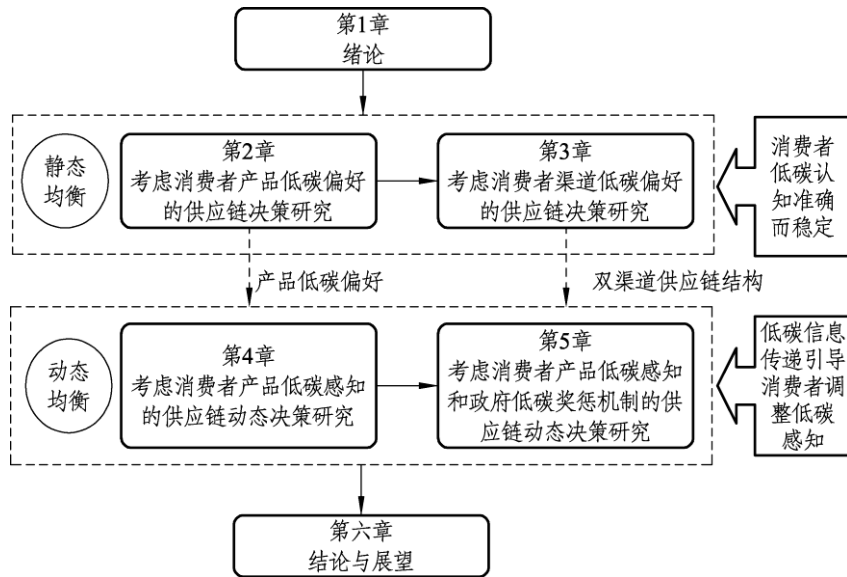 第1章
绪论
静态
均衡
第2章
考虑消费者产品低碳偏好
的供应链决策研究
第3章
考虑消费者渠道低碳偏好
的供应链决策研究
消费者
低碳认
知准确
而稳定
产品低碳偏好
双渠道供应链结构
动态
均衡
第4章
考虑消费者产品低碳感知
的供应链动态决策研究
第5章
考虑消费者产品低碳感知
和政府低碳奖惩机制的供
应链动态决策研究
低碳信息
传递引导
消费者调
整低碳
感知
第六章
结论与展望